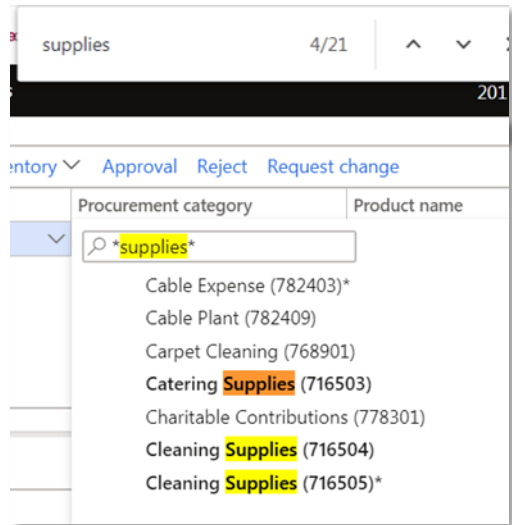 supplies 4/21
201
entory Approval Reject Request change
Procurement category Product name
*supplies*
Cable Expense (782403)*
Cable Plant (782409)
Carpet Cleaning (768901)
Catering Supplies (716503)
Charitable Contributions (778301)
Cleaning Supplies (716504)
Cleaning Supplies (716505)*